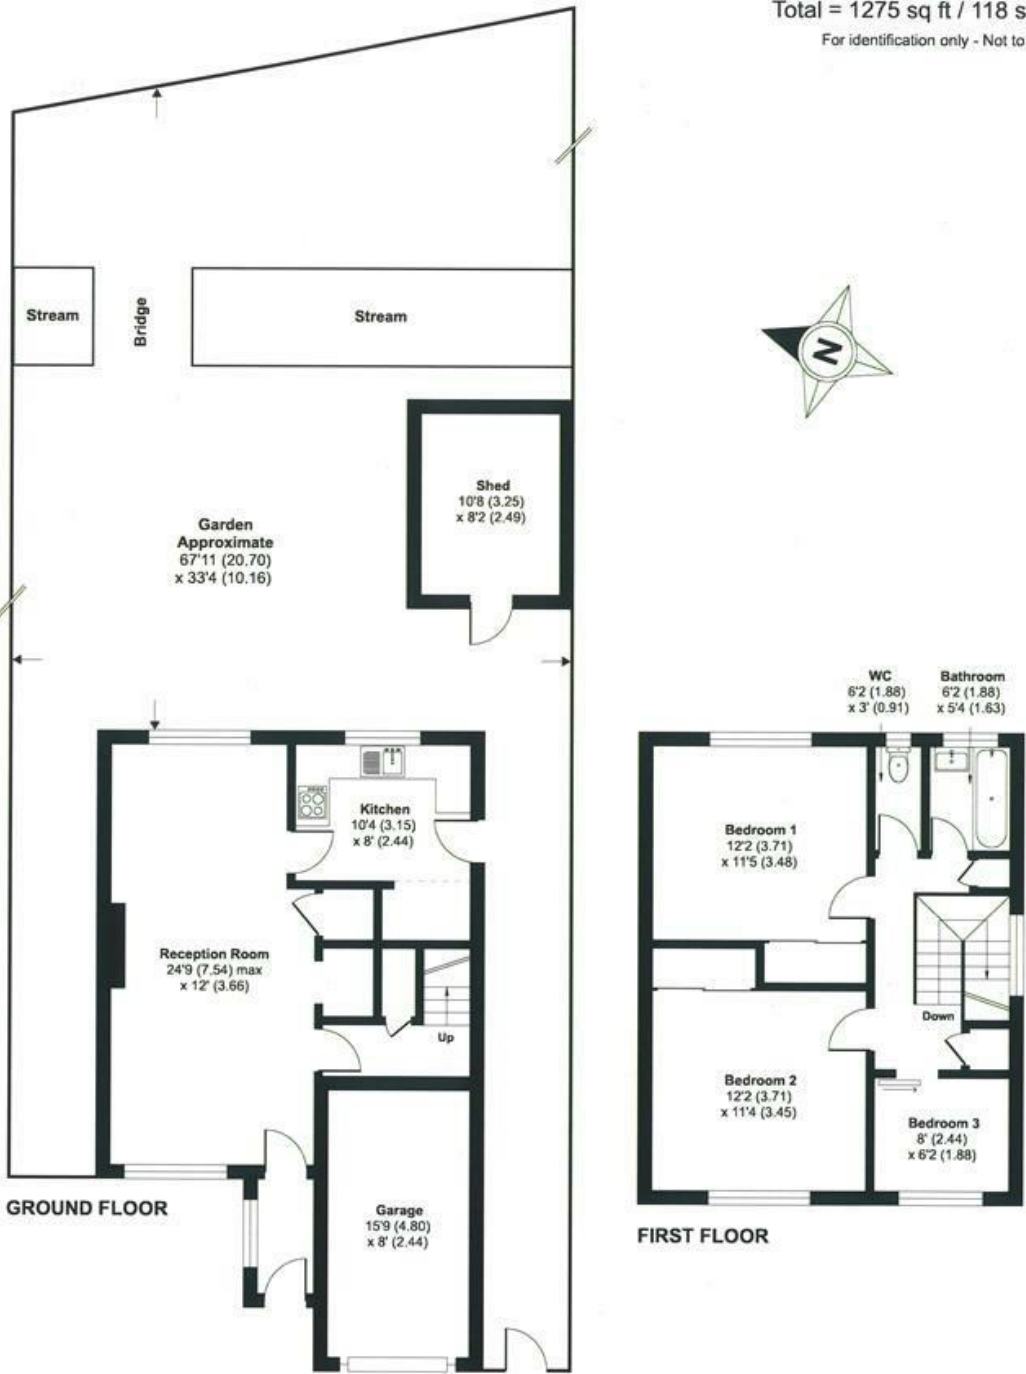 Total = 1275 sq ft / 118 s
For identification only - Not to
Stream
Bridge
Stream
N
Shed
10'8 (3.25)
x 8'2 (2.49)
Garden
Approximate
67'11 (20.70)
x 33'4 (10.16)
WC
6'2 (1.88)
x 3' (0.91)
Bathroom
6'2 (1.88)
x 5'4 (1.63)
Kitchen
10'4 (3.15)
x 8' (2.44)
Bedroom 1
12'2 (3.71)
x 11'5 (3.48)
Reception Room
24'9 (7.54) max
x 12' (3.66)
Up
Down
Bedroom 2
12'2 (3.71)
x 11'4 (3.45)
Bedroom 3
8' (2.44)
x 6'2 (1.88)
Garage
15'9 (4.80)
x 8' (2.44)
GROUND FLOOR
FIRST FLOOR